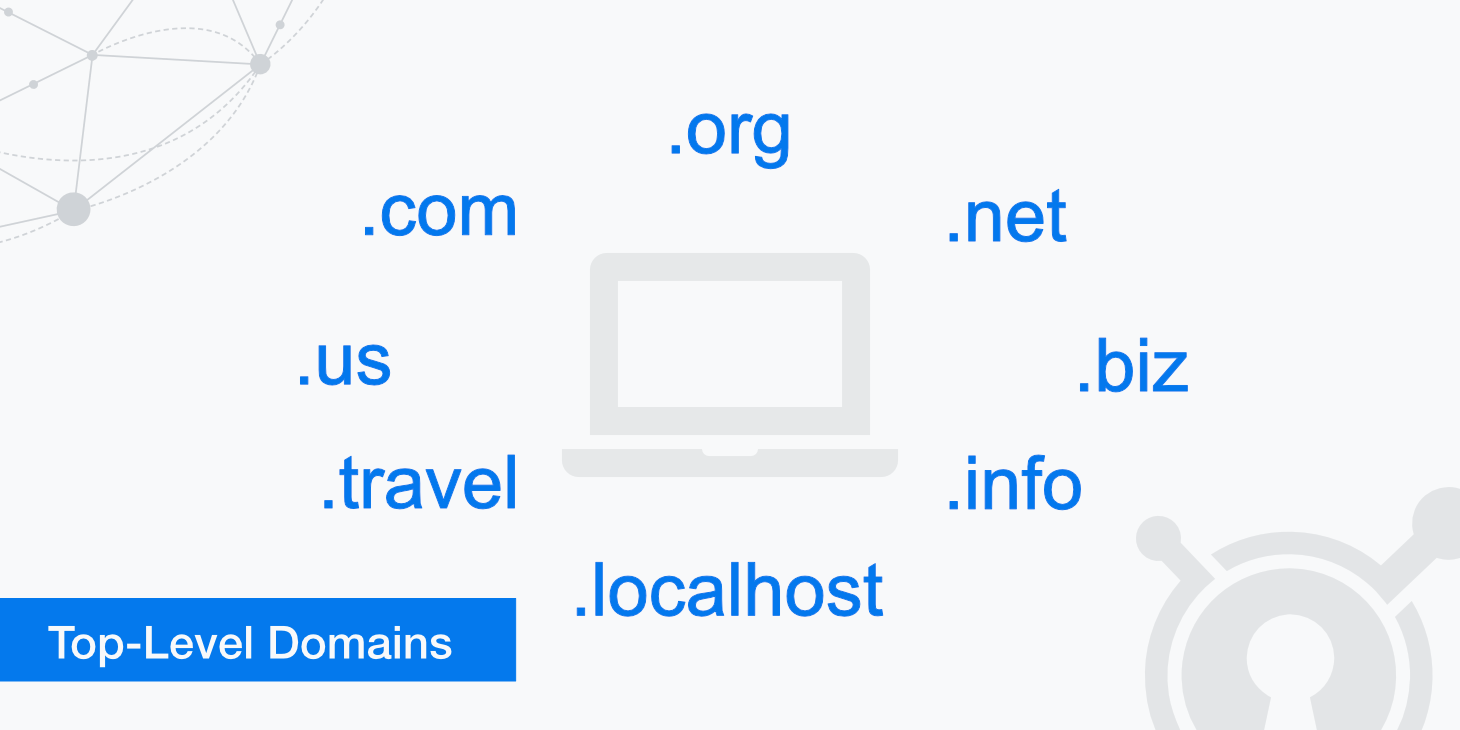 .org
.com
.net
.us
.biz
.travel
.info
.localhost
Top-Level Domains